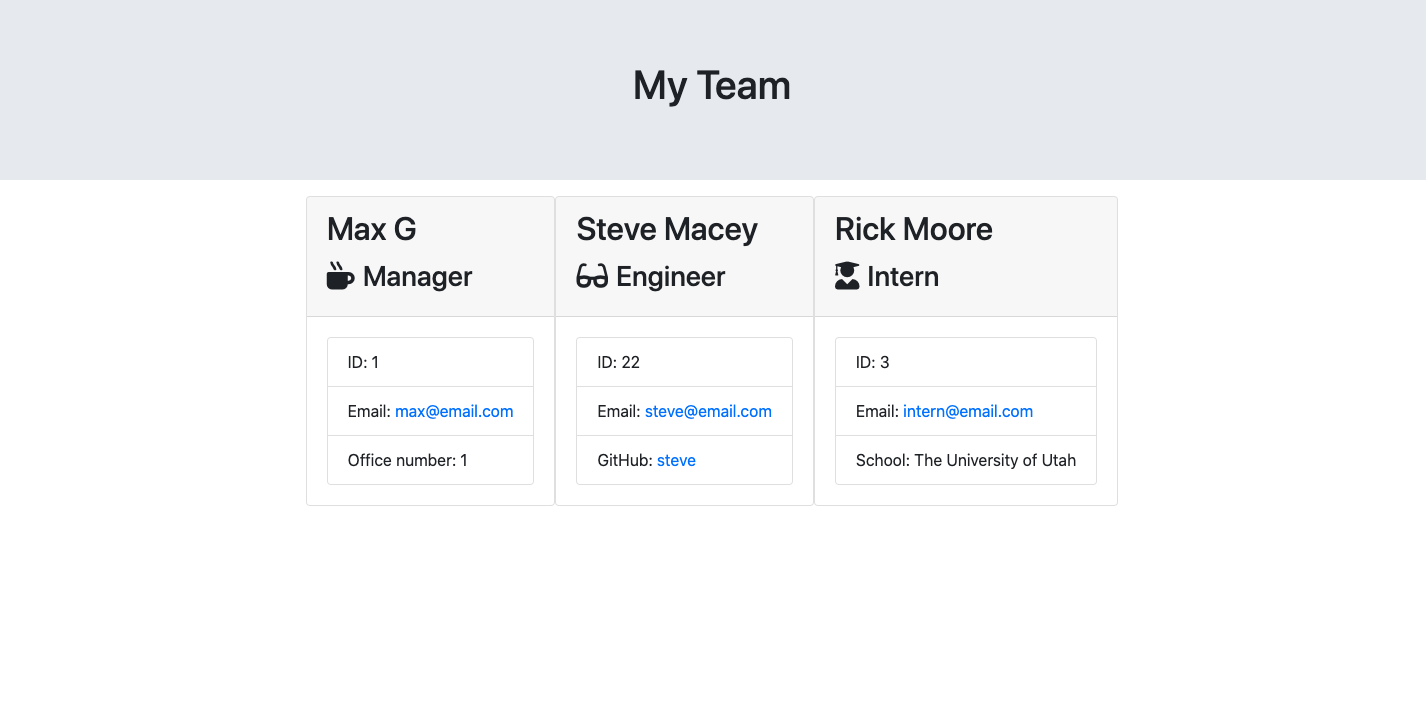 My Team
Max G
Manager
ID: 1
Email: max@email.com
Office number: 1
Steve Macey
Engineer
ID: 22
Email: steve@email.com
GitHub: steve
Rick Moore
Intern
ID: 3
Email: intern@email.com
School: The University of Utah